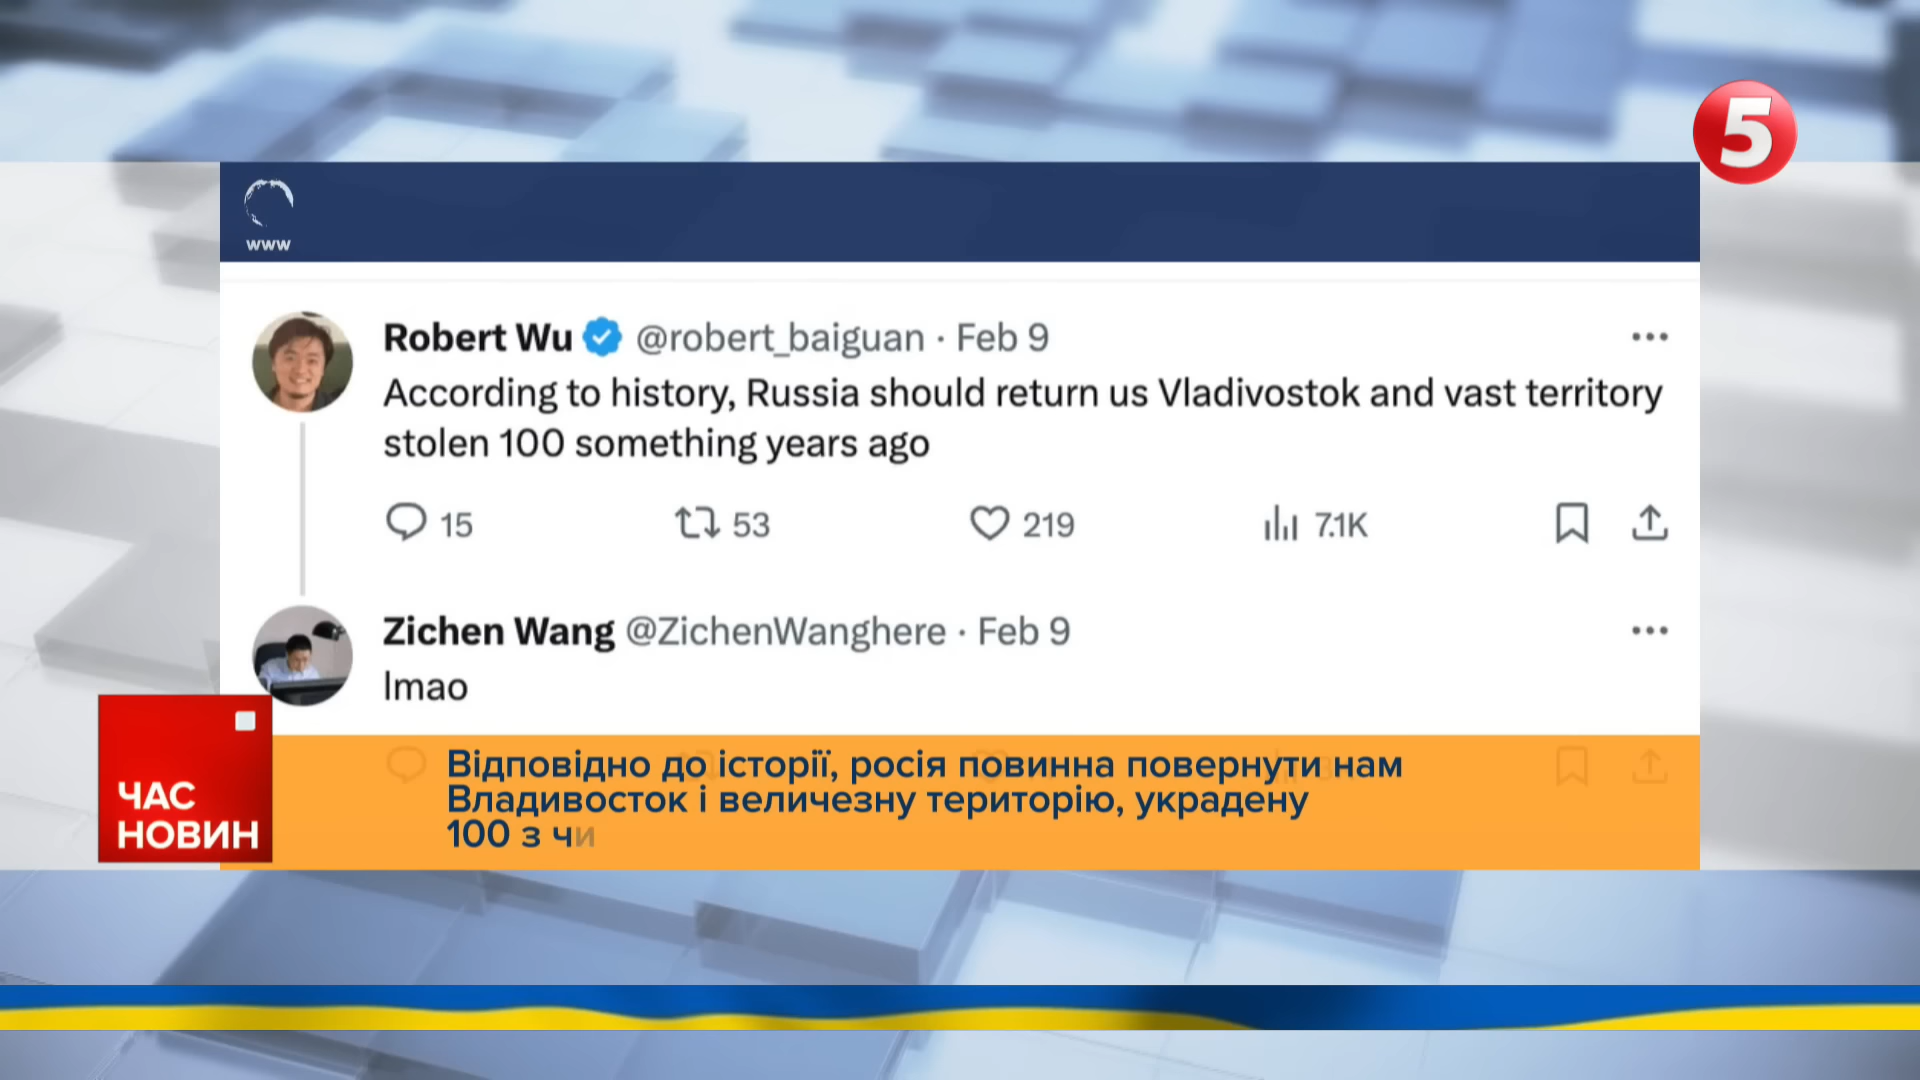 5
www
Robert Wu @robert_baiguan · Feb 9
According to history, Russia should return us Vladivostok and vast territory
stolen 100 something years ago
15 53 219 7.1K
Zichen Wang @ZichenWanghere · Feb 9
lmao
ЧАС
НОВИН
Відповідно до історії, росія повинна повернути нам
Владивосток і величезну територію, украдену
100 з чи